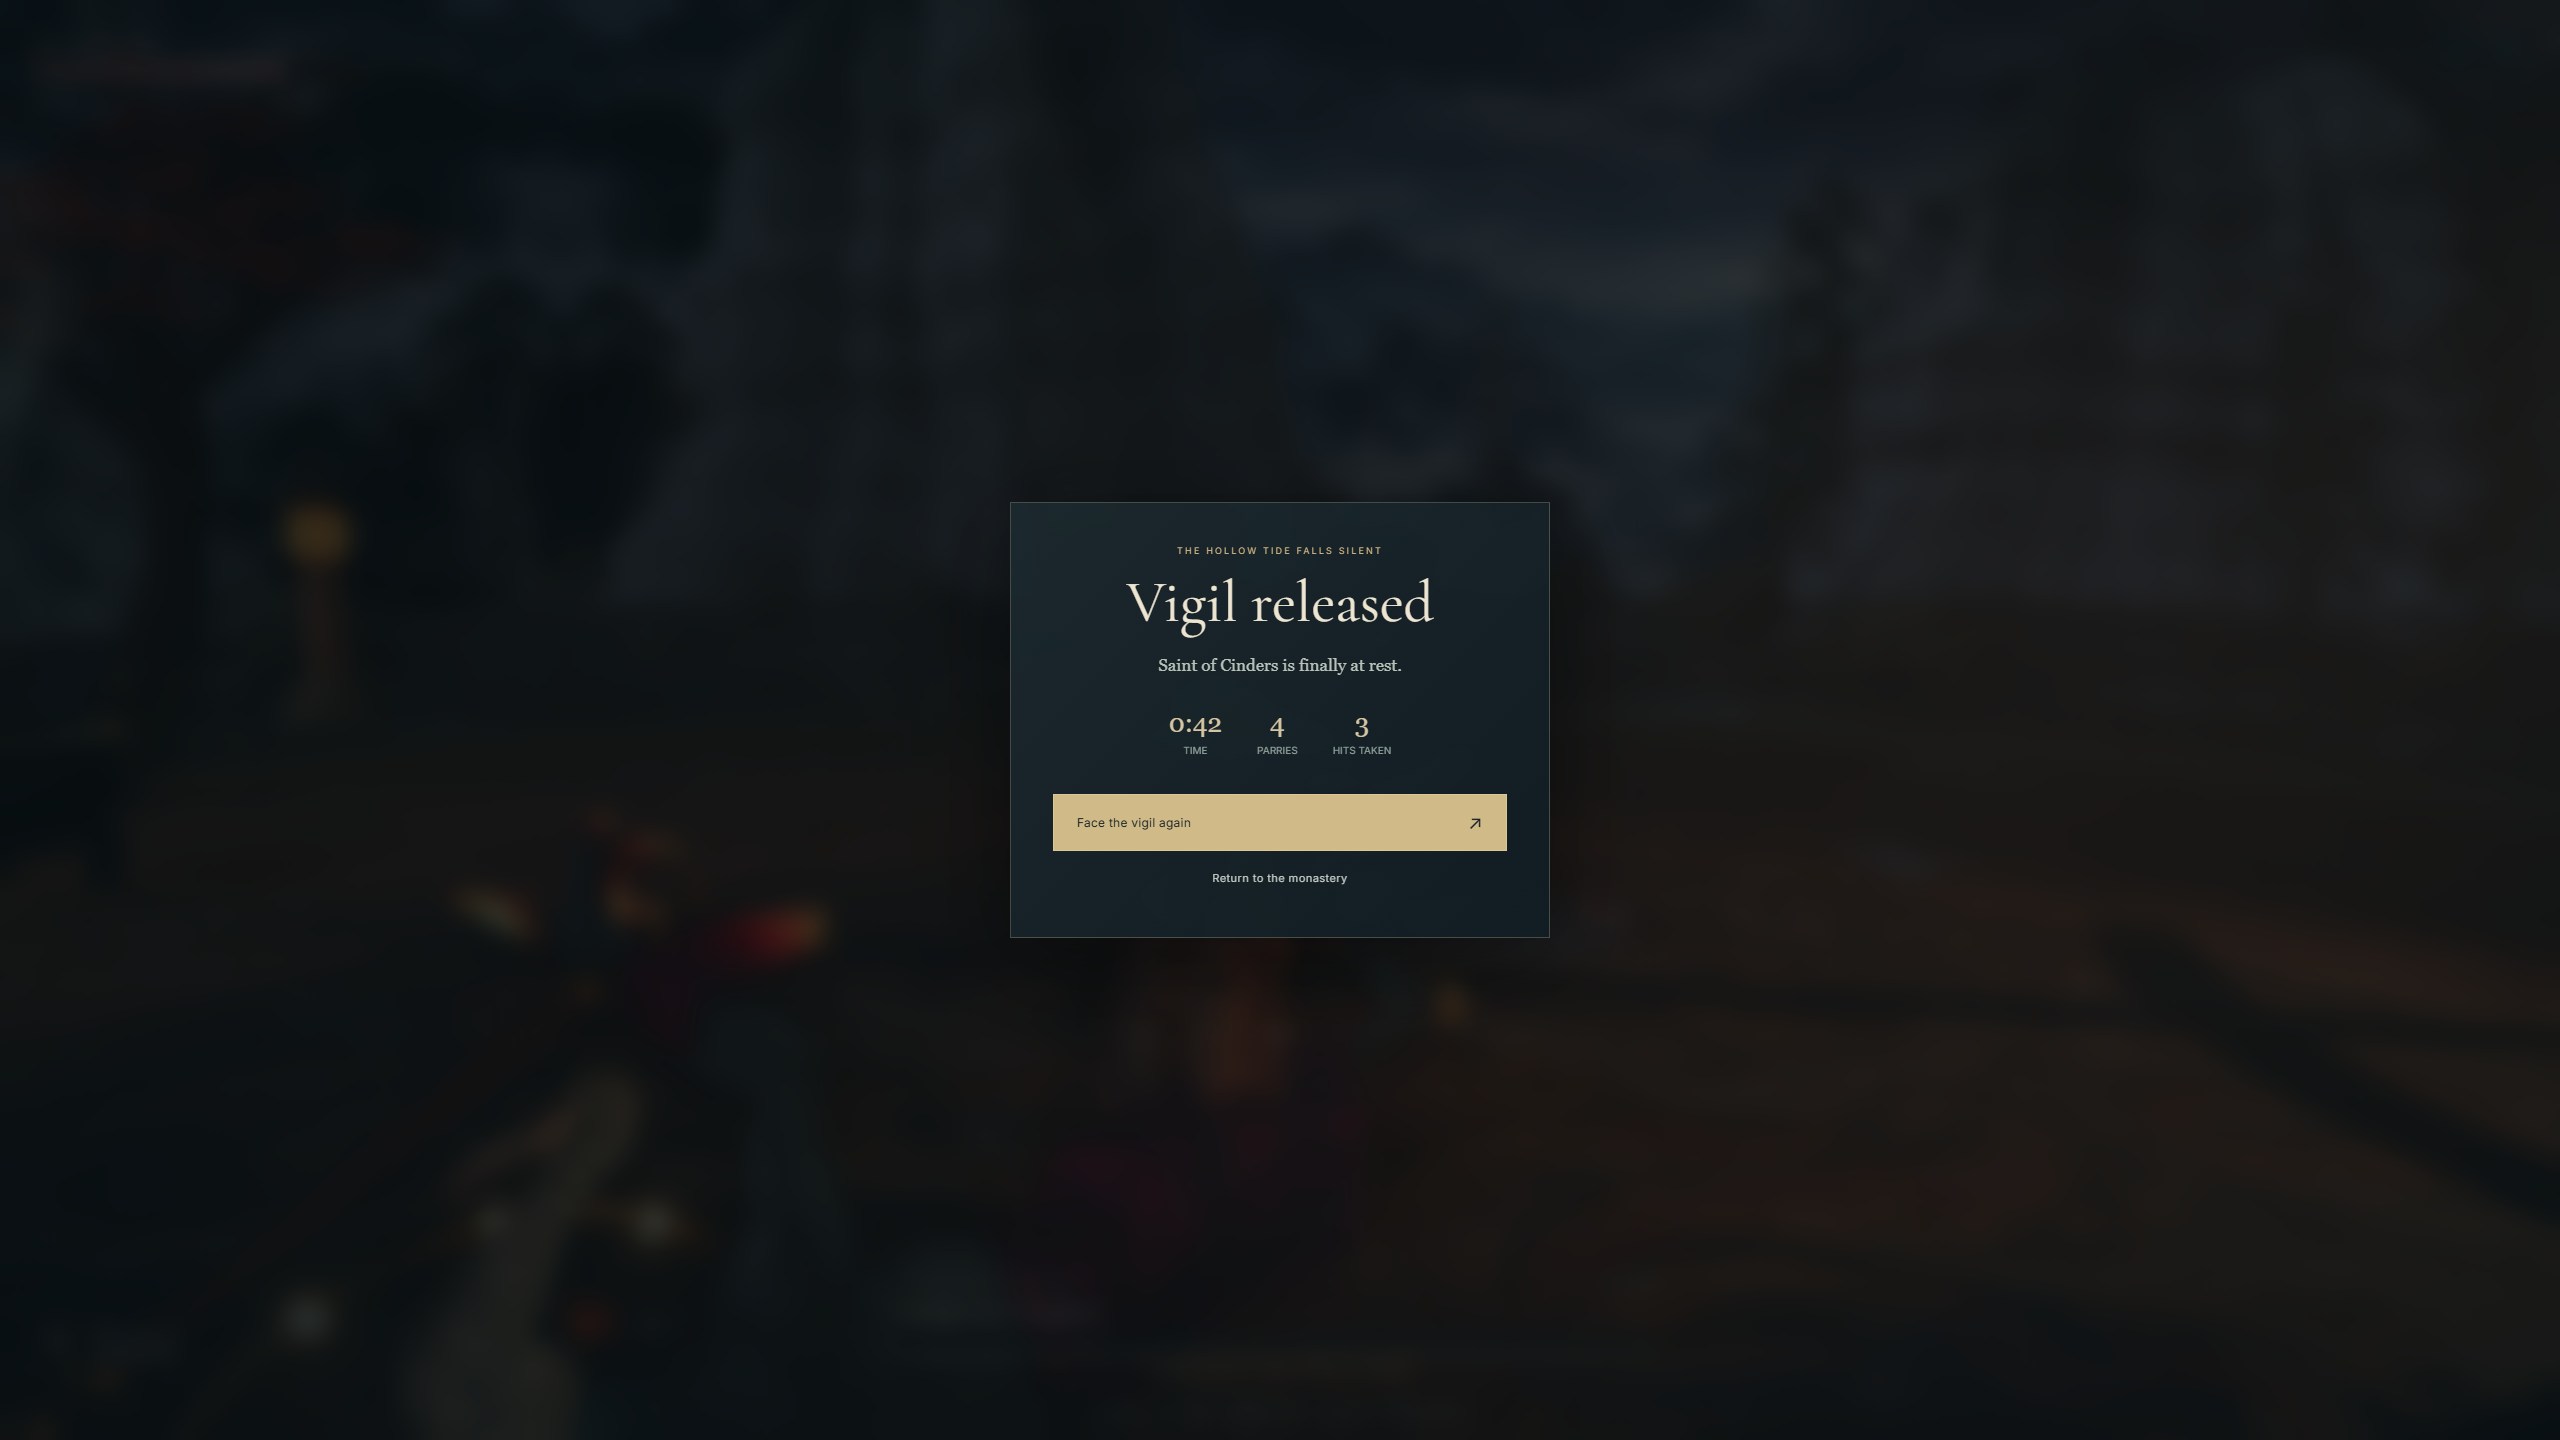 THE HOLLOW TIDE FALLS SILENT
Vigil released
Saint of Cinders is finally at rest.
0:42 4 3
TIME PARRIES HITS TAKEN
Face the vigil again
Return to the monastery